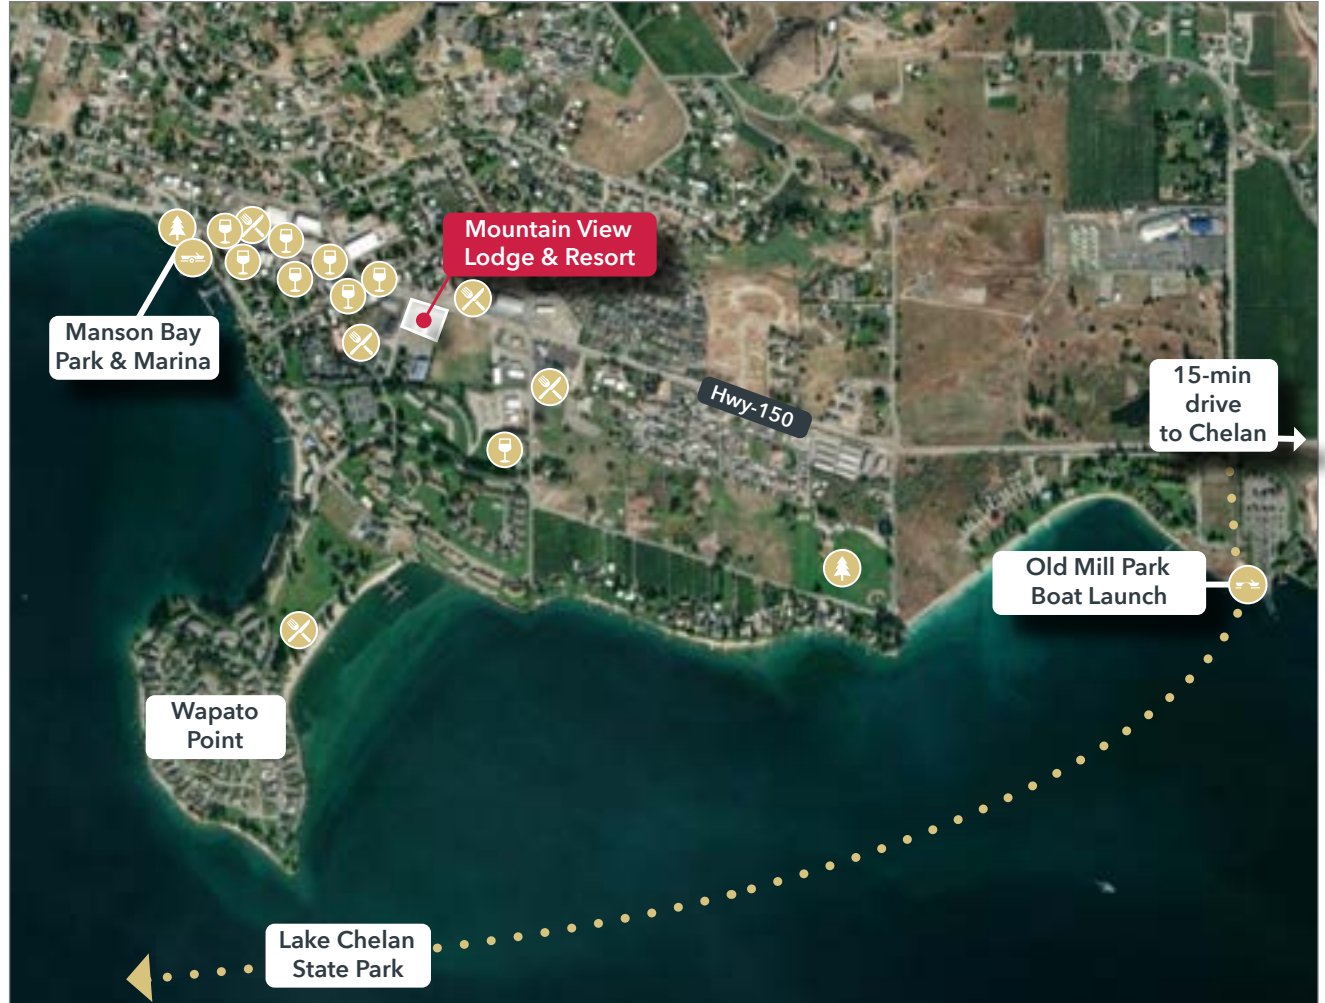 Mountain View
Lodge & Resort
Manson Bay
Park & Marina
Hwy-150
15-min
drive
to Chelan
Old Mill Park
Boat Launch
Wapato
Point
Lake Chelan
State Park